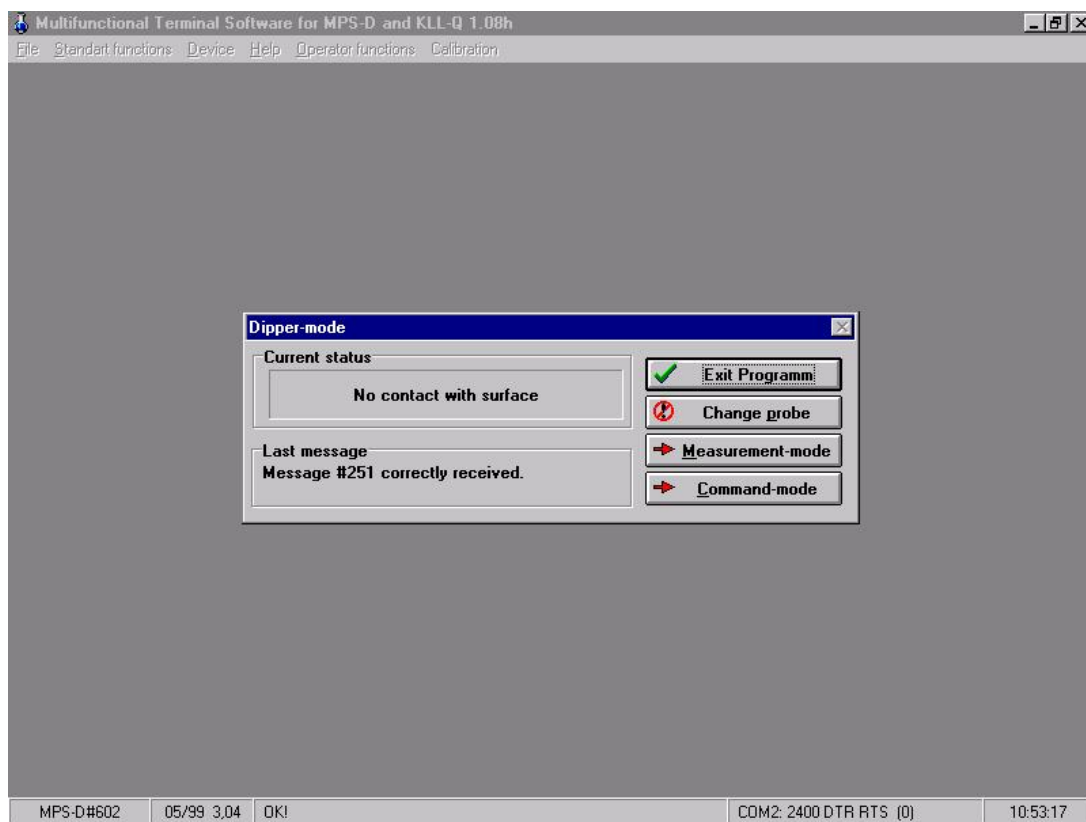 Multifunctional Terminal Software for MPS-D and KLL-Q 1.08h
File Standart functions Device Help Operator functions Calibration
Dipper-mode
Current status
No contact with surface
Last message
Message #251 correctly received.
Exit Programm
Change probe
Measurement-mode
Command-mode
MPS-D#602 05/99 3,04 OK! COM2: 2400 DTR RTS (0) 10:53:17